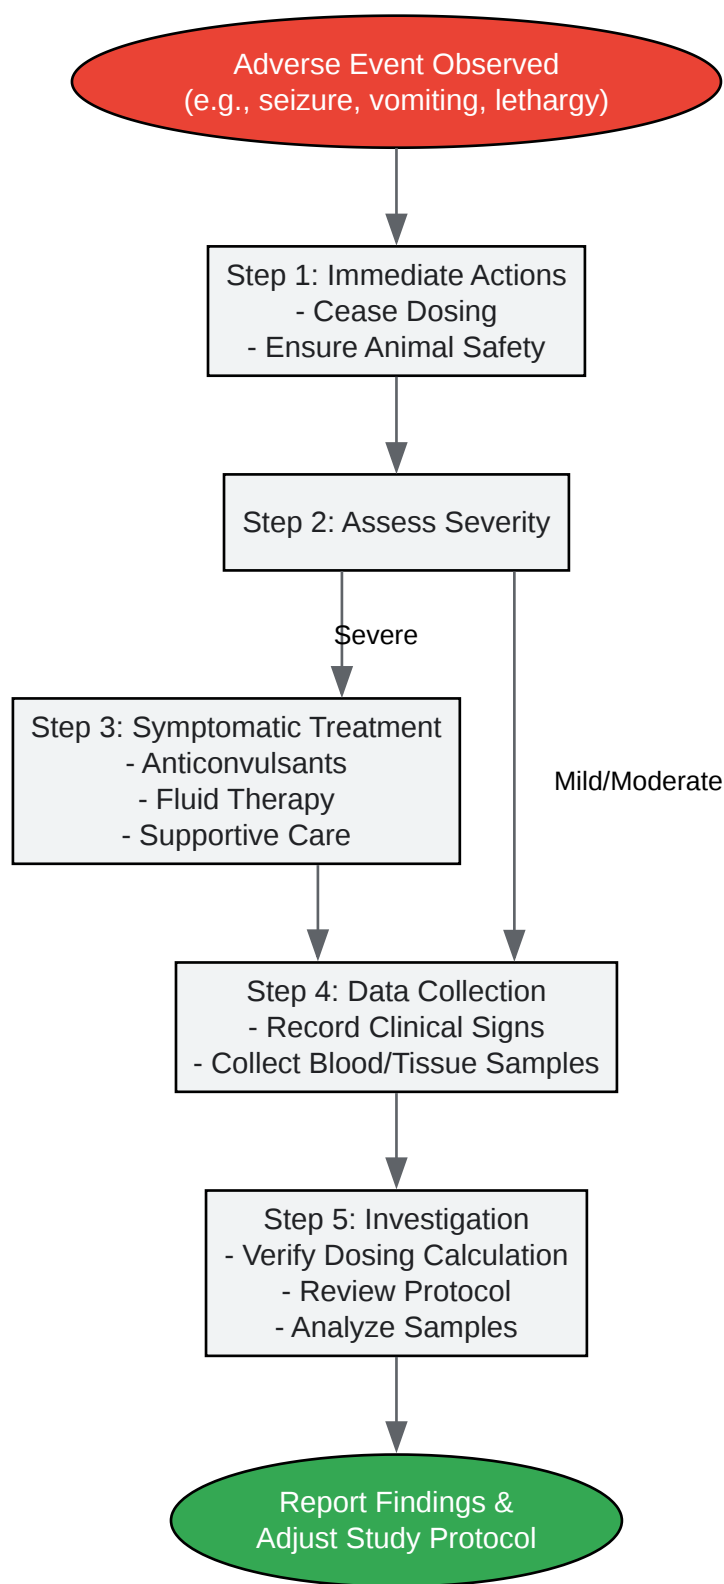 Adverse Event Observed
(e.g., seizure, vomiting, lethargy)
Step 1: Immediate Actions
- Cease Dosing
- Ensure Animal Safety
Step 2: Assess Severity
Severe
Step 3: Symptomatic Treatment
- Anticonvulsants
- Fluid Therapy
- Supportive Care
Mild/Moderate
Step 4: Data Collection
- Record Clinical Signs
- Collect Blood/Tissue Samples
Step 5: Investigation
- Verify Dosing Calculation
- Review Protocol
- Analyze Samples
Report Findings &
Adjust Study Protocol